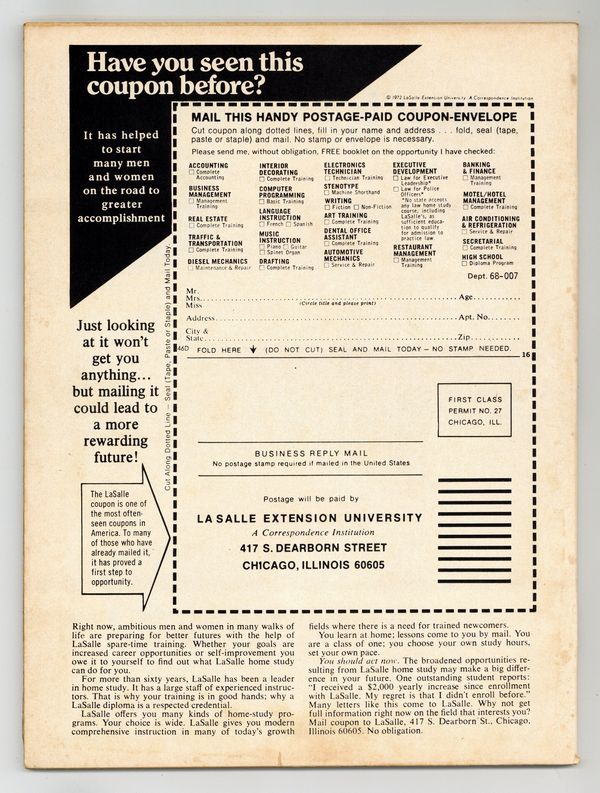 Have you seen this
coupon before?
© 1972 LaSalle Extension University A Correspondence Institution
It has helped
to start
many men
and women
on the road to
greater
accomplishment
MAIL THIS HANDY POSTAGE-PAID COUPON-ENVELOPE
Cut coupon along dotted lines, fill in your name and address . . . fold, seal (tape,
paste or staple) and mail. No stamp or envelope is necessary.
Please send me, without obligation, FREE booklet on the opportunity I have checked:
ACCOUNTING
☐ Complete
Accounting
BUSINESS
MANAGEMENT
☐ Management
Training
REAL ESTATE
☐ Complete Training
TRAFFIC &
TRANSPORTATION
☐ Complete Training
DIESEL MECHANICS
☐ Maintenance & Repair
INTERIOR
DECORATING
☐ Complete Training
COMPUTER
PROGRAMMING
☐ Basic Training
LANGUAGE
INSTRUCTION
☐ French ☐ Spanish
MUSIC
INSTRUCTION
☐ Piano ☐ Guitar
☐ Spinet Organ
DRAFTING
☐ Complete Training
ELECTRONICS
TECHNICIAN
☐ Technician Training
STENOTYPE
☐ Machine Shorthand
WRITING
☐ Fiction ☐ Non-Fiction
ART TRAINING
☐ Complete Training
DENTAL OFFICE
ASSISTANT
☐ Complete Training
AUTOMOTIVE
MECHANICS
☐ Service & Repair
EXECUTIVE
DEVELOPMENT
☐ Law for Executive
Leadership*
☐ Law for Police
Officers*
*No state accepts
any law home study
course, including
LaSalle's, as
sufficient educa-
tion to qualify
for admission to
practice law.
RESTAURANT
MANAGEMENT
☐ Management
Training
BANKING
& FINANCE
☐ Management
Training
MOTEL/HOTEL
MANAGEMENT
☐ Complete Training
AIR CONDITIONING
& REFRIGERATION
☐ Service & Repair
SECRETARIAL
☐ Complete Training
HIGH SCHOOL
☐ Diploma Program
Dept. 68-007
Mr.
Mrs. Age
Miss (Circle title and please print)
Address Apt. No.
City &
State Zip
46D FOLD HERE (DO NOT CUT) SEAL AND MAIL TODAY – NO STAMP NEEDED. 16
Cut Along Dotted Line – Seal (Tape, Paste or Staple) and Mail Today.
Just looking
at it won't
get you
anything...
but mailing it
could lead to
a more
rewarding
future!
The LaSalle
coupon is one of
the most often-
seen coupons in
America. To many
of those who have
already mailed it,
it has proved a
first step to
opportunity.
FIRST CLASS
PERMIT NO. 27
CHICAGO, ILL.
BUSINESS REPLY MAIL
No postage stamp required if mailed in the United States
Postage will be paid by
LA SALLE EXTENSION UNIVERSITY
A Correspondence Institution
417 S. DEARBORN STREET
CHICAGO, ILLINOIS 60605
Right now, ambitious men and women in many walks of
life are preparing for better futures with the help of
LaSalle spare-time training. Whether your goals are
increased career opportunities or self-improvement you
owe it to yourself to find out what LaSalle home study
can do for you.
For more than sixty years, LaSalle has been a leader
in home study. It has a large staff of experienced instruc-
tors. That is why your training is in good hands; why a
LaSalle diploma is a respected credential.
LaSalle offers you many kinds of home-study pro-
grams. Your choice is wide. LaSalle gives you modern
comprehensive instruction in many of today's growth
fields where there is a need for trained newcomers.
You learn at home; lessons come to you by mail. You
are a class of one; you choose your own study hours,
set your own pace.
You should act now. The broadened opportunities re-
sulting from LaSalle home study may make a big differ-
ence in your future. One outstanding student reports:
"I received a $2,000 yearly increase since enrollment
with LaSalle. My regret is that I didn't enroll before."
Many letters like this come to LaSalle. Why not get
full information right now on the field that interests you?
Mail coupon to LaSalle, 417 S. Dearborn St., Chicago,
Illinois 60605. No obligation.